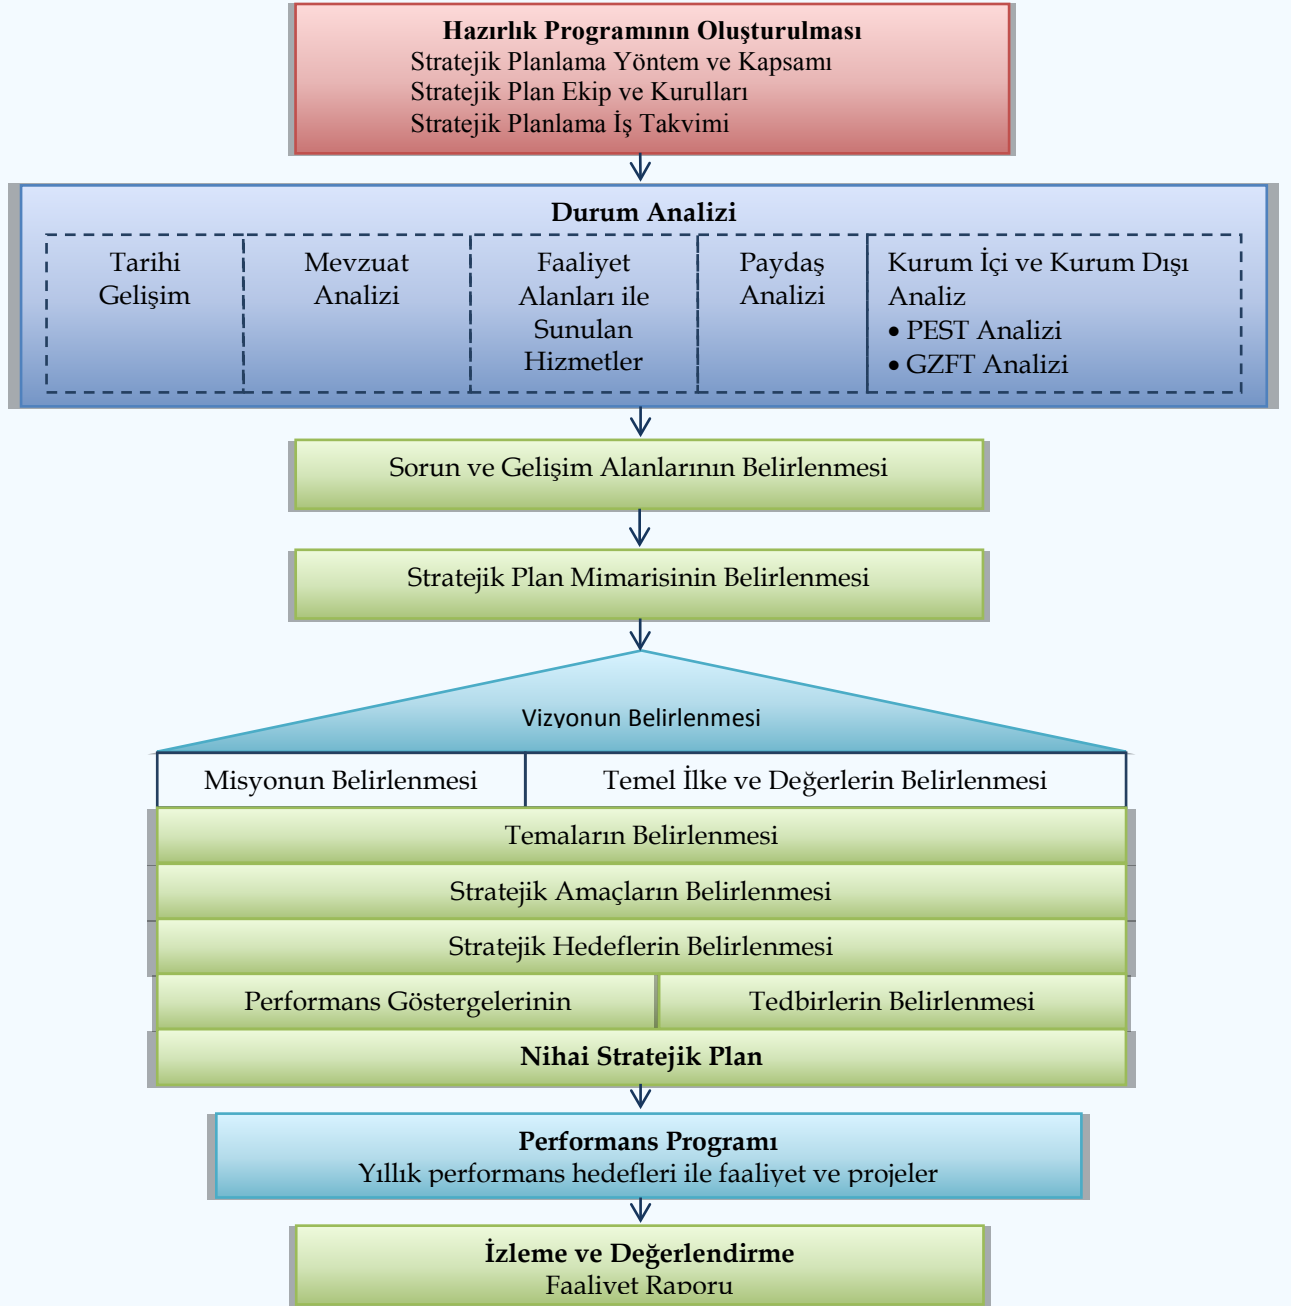 Hazırlık Programının Oluşturulması
Stratejik Planlama Yöntem ve Kapsamı
Stratejik Plan Ekip ve Kurulları
Stratejik Planlama İş Takvimi
Durum Analizi
Tarihi
Gelişim
Mevzuat
Analizi
Faaliyet
Alanları ile
Sunulan
Hizmetler
Paydaş
Analizi
Kurum İçi ve Kurum Dışı
Analiz
• PEST Analizi
• GZFT Analizi
Sorun ve Gelişim Alanlarının Belirlenmesi
Stratejik Plan Mimarisinin Belirlenmesi
Vizyonun Belirlenmesi
Misyonun Belirlenmesi
Temel İlke ve Değerlerin Belirlenmesi
Temaların Belirlenmesi
Stratejik Amaçların Belirlenmesi
Stratejik Hedeflerin Belirlenmesi
Performans Göstergelerinin
Tedbirlerin Belirlenmesi
Nihai Stratejik Plan
Performans Programı
Yıllık performans hedefleri ile faaliyet ve projeler
İzleme ve Değerlendirme
Faaliyet Raporu